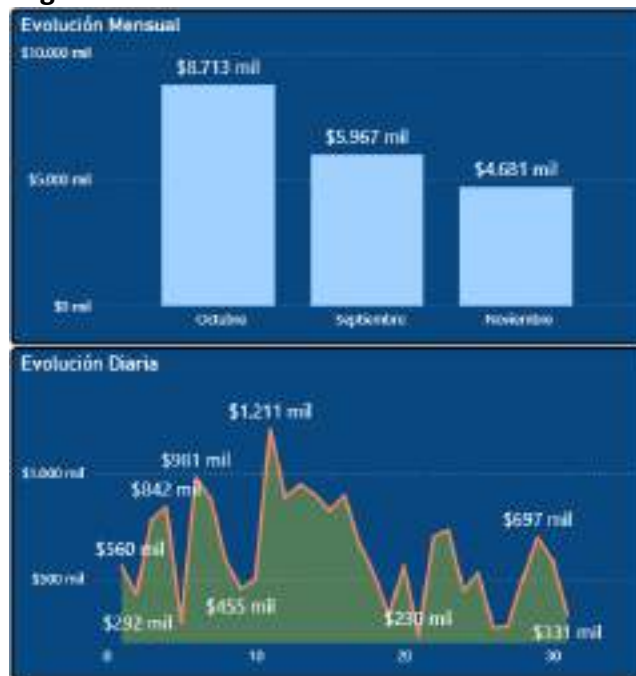 Evolución Mensual
$10.000 mil
$8.713 mil
$5.967 mil
$4.681 mil
$5.000 mil
$0 mil
Octubre
Septiembre
Noviembre
Evolución Diaria
$1.211 mil
$981 mil
$1.000 mil
$842 mil
$697 mil
$560 mil
$500 mil
$455 mil
$292 mil
$230 mil
$331 mil
0
10
20
30